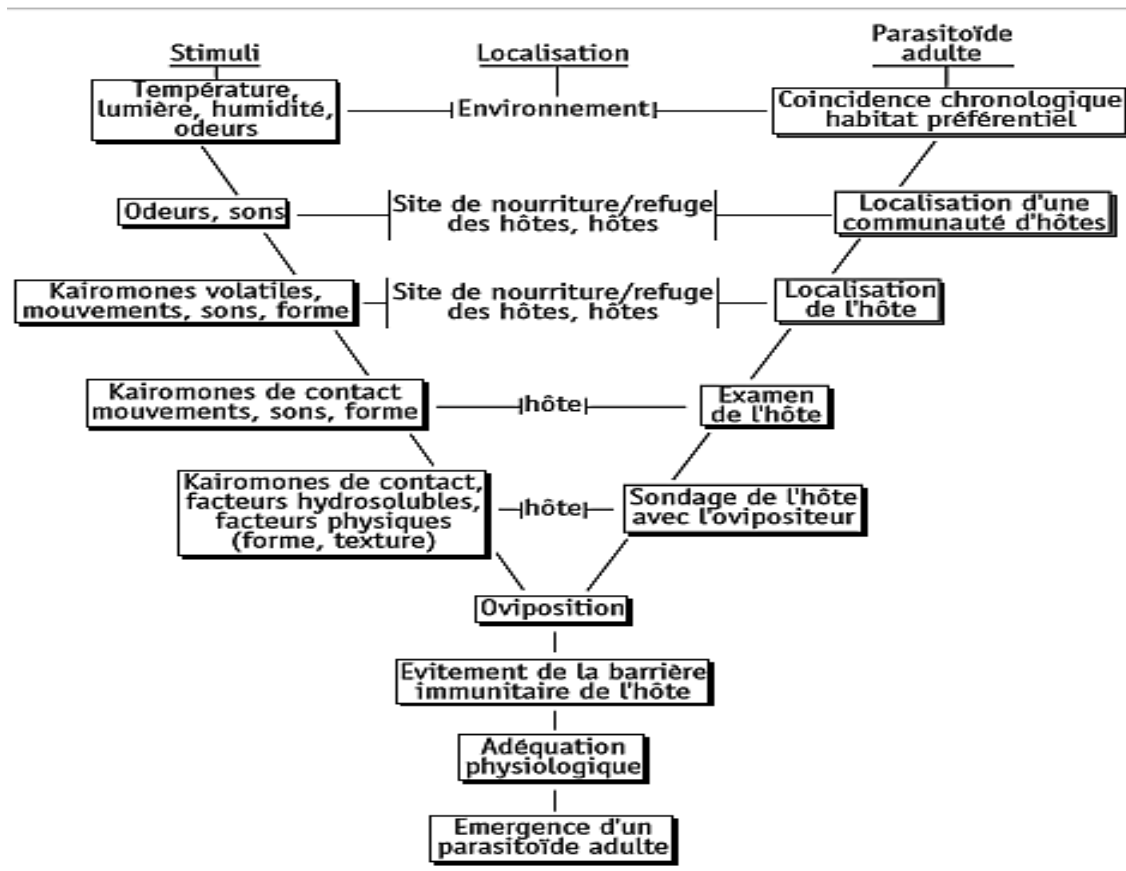 Stimuli
Localisation
Parasitoïde
adulte
Température,
lumière, humidité,
odeurs
Environnement
Coincidence chronologique
habitat préférentiel
Odeurs, sons
Site de nourriture/refuge
des hôtes, hôtes
Localisation d'une
communauté d'hôtes
Kairomones volatiles,
mouvements, sons, forme
Site de nourriture/refuge
des hôtes, hôtes
Localisation
de l'hôte
Kairomones de contact
mouvements, sons, forme
hôte
Examen
de l'hôte
Kairomones de contact,
facteurs hydrosolubles,
facteurs physiques
(forme, texture)
hôte
Sondage de l'hôte
avec l'ovipositeur
Oviposition
Evitement de la barrière
immunitaire de l'hôte
Adéquation
physiologique
Emergence d'un
parasitoïde adulte